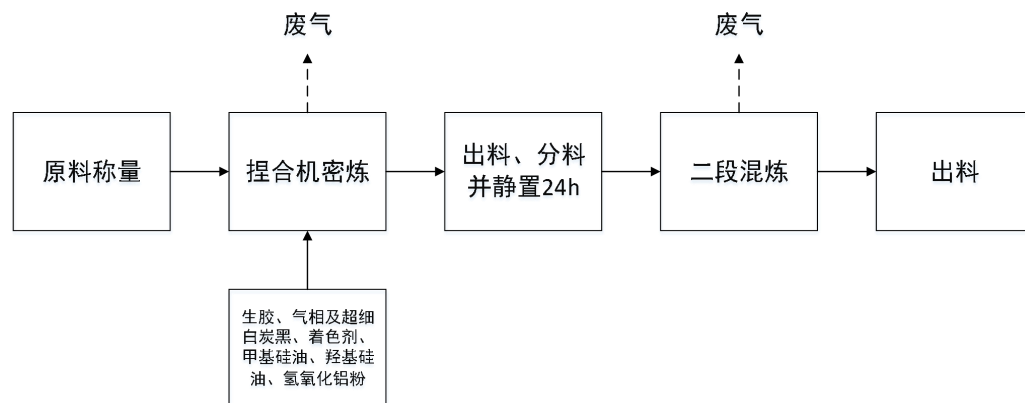 废气
废气
原料称量
捏合机密炼
出料、分料
并静置24h
二段混炼
出料
生胶、气相及超细
白炭黑、着色剂、
甲基硅油、羟基硅
油、氢氧化铝粉